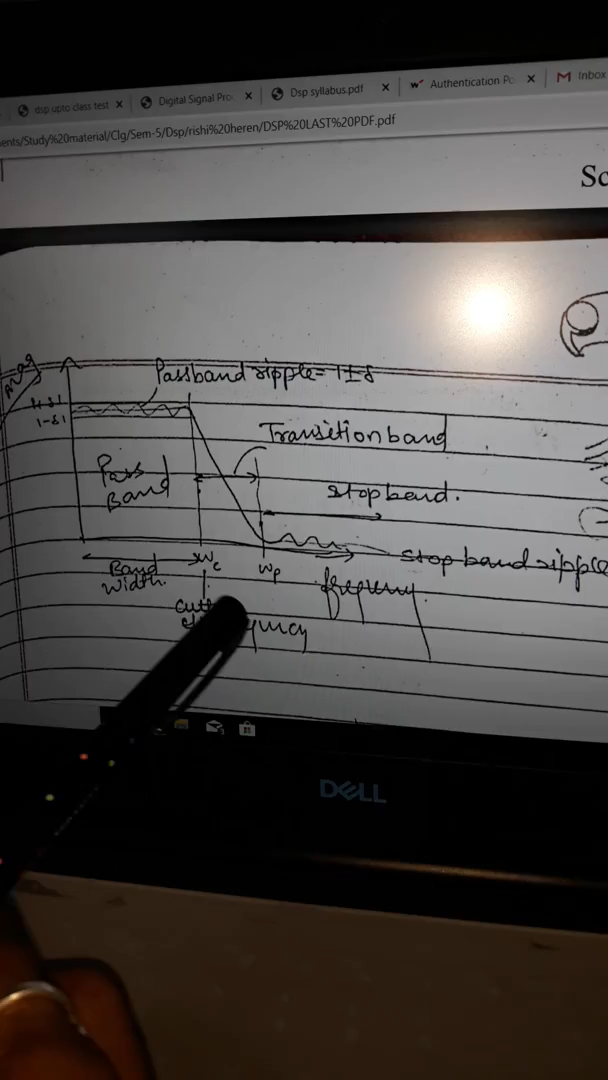 dsp upto class test
Digital Signal Pro
Dsp syllabus.pdf
Authentication Po
Inbox
ents/Study%20material/Clg/Sem-5/Dsp/rishi%20heren/DSP%20LAST%20PDF.pdf
Sc
mag
Passband ripple = 1±δ
1+δ1
1-δ1
Transition band
Pass
Band
stop band.
wc
stop band ripple
Band
width.
wp
frequency.
uency
DELL